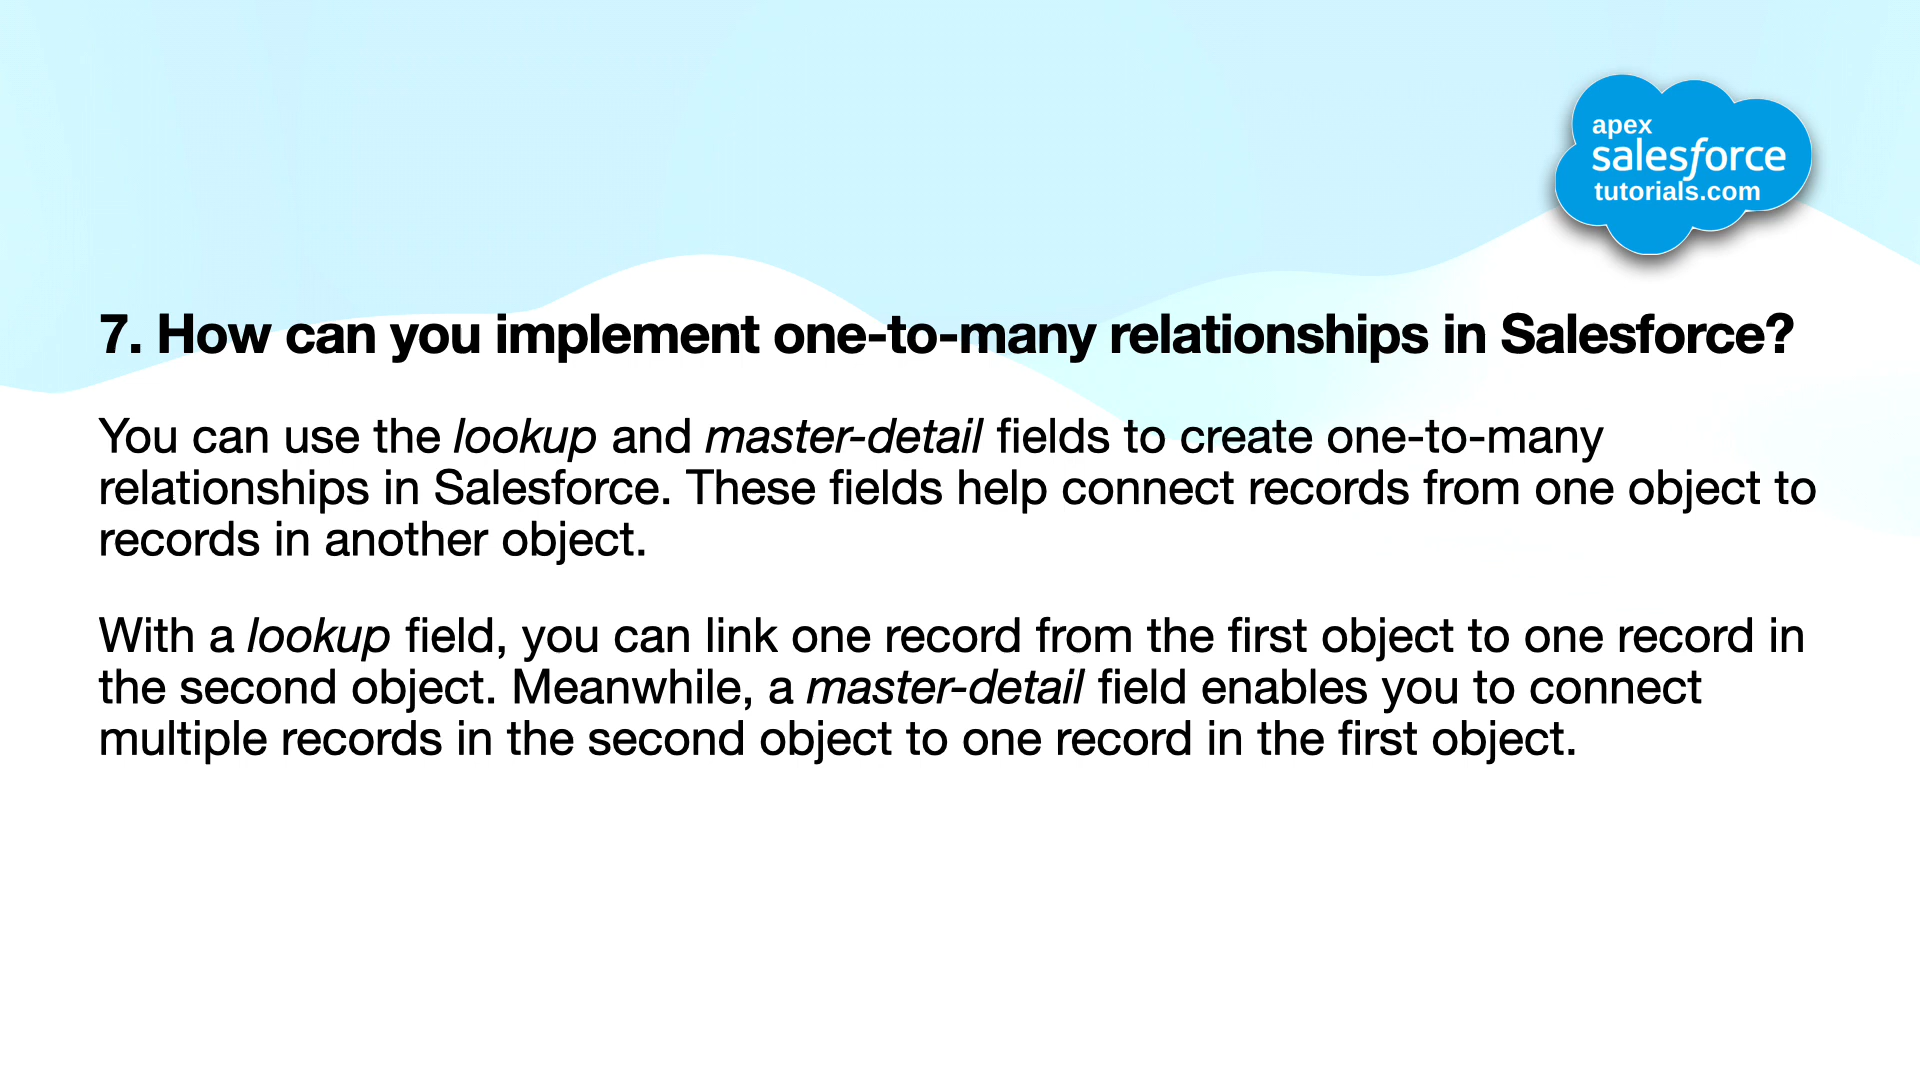 apex
salesforce
tutorials.com
7. How can you implement one-to-many relationships in Salesforce?
You can use the lookup and master-detail fields to create one-to-many
relationships in Salesforce. These fields help connect records from one object to
records in another object.
With a lookup field, you can link one record from the first object to one record in
the second object. Meanwhile, a master-detail field enables you to connect
multiple records in the second object to one record in the first object.